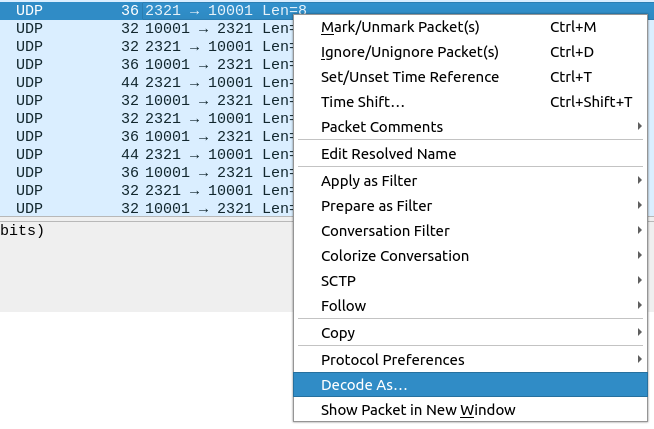 UDP 36 2321 → 10001 Len=8
UDP 32 10001 → 2321 Len=
UDP 32 2321 → 10001 Len=
UDP 36 10001 → 2321 Len=
UDP 44 2321 → 10001 Len=
UDP 32 10001 → 2321 Len=
UDP 32 2321 → 10001 Len=
UDP 36 10001 → 2321 Len=
UDP 44 2321 → 10001 Len=
UDP 36 10001 → 2321 Len=
UDP 32 2321 → 10001 Len=
UDP 32 10001 → 2321 Len=
bits)
Mark/Unmark Packet(s) Ctrl+M
Ignore/Unignore Packet(s) Ctrl+D
Set/Unset Time Reference Ctrl+T
Time Shift... Ctrl+Shift+T
Packet Comments
Edit Resolved Name
Apply as Filter
Prepare as Filter
Conversation Filter
Colorize Conversation
SCTP
Follow
Copy
Protocol Preferences
Decode As...
Show Packet in New Window